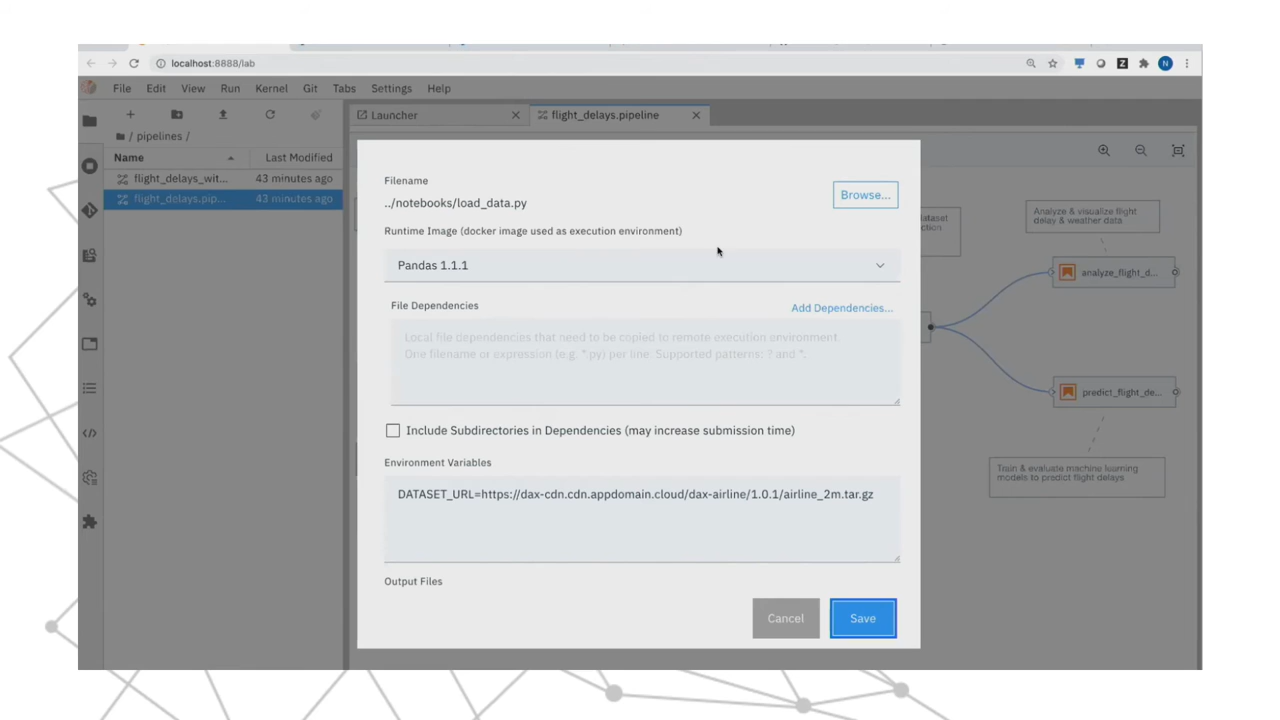 localhost:8888/lab
Z
N
File Edit View Run Kernel Git Tabs Settings Help
Launcher
flight_delays.pipeline
/ pipelines /
Name Last Modified
flight_delays_wit... 43 minutes ago
flight_delays.pip... 43 minutes ago
Filename
../notebooks/load_data.py
Browse...
Runtime Image (docker image used as execution environment)
Pandas 1.1.1
File Dependencies
Add Dependencies...
Local file dependencies that need to be copied to remote execution environment.
One filename or expression (e.g. *.py) per line. Supported patterns: ? and *.
Include Subdirectories in Dependencies (may increase submission time)
Environment Variables
DATASET_URL=https://dax-cdn.cdn.appdomain.cloud/dax-airline/1.0.1/airline_2m.tar.gz
Output Files
Cancel
Save
ataset
ction
Analyze & visualize flight
delay & weather data
analyze_flight_d...
predict_flight_de...
Train & evaluate machine learning
models to predict flight delays